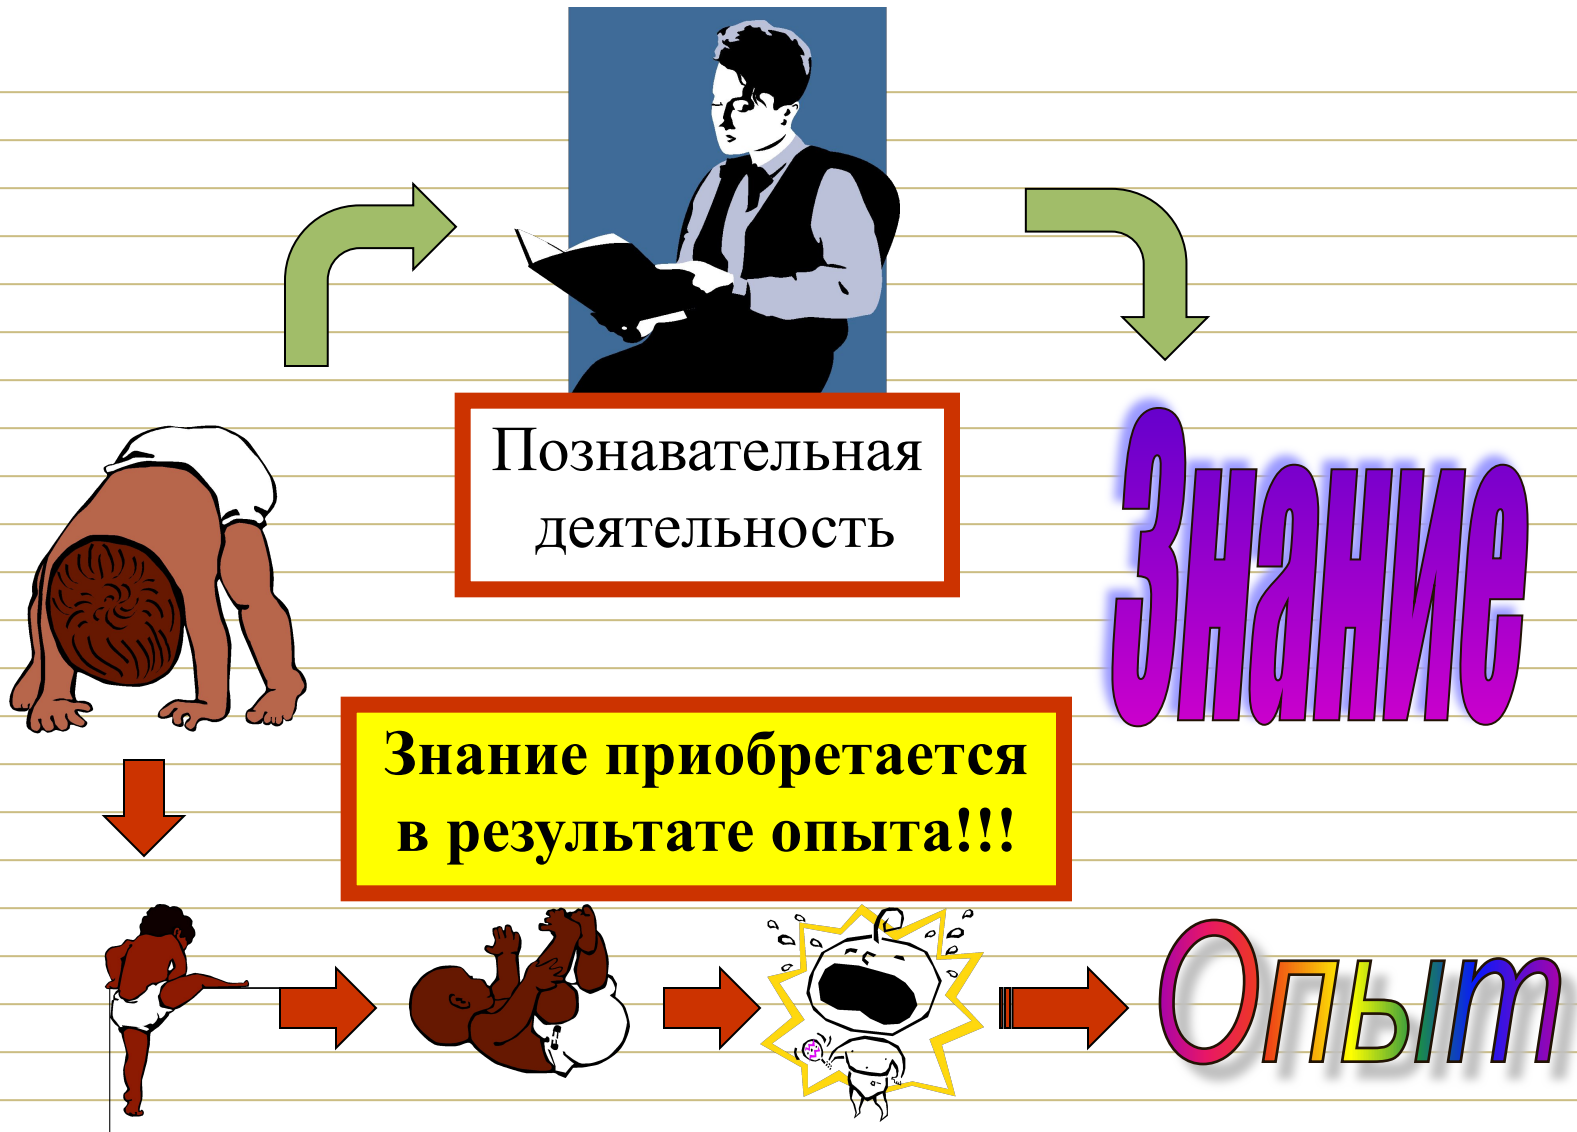 Познавательная
деятельность
Знание
Знание приобретается
в результате опыта!!!
Опыт